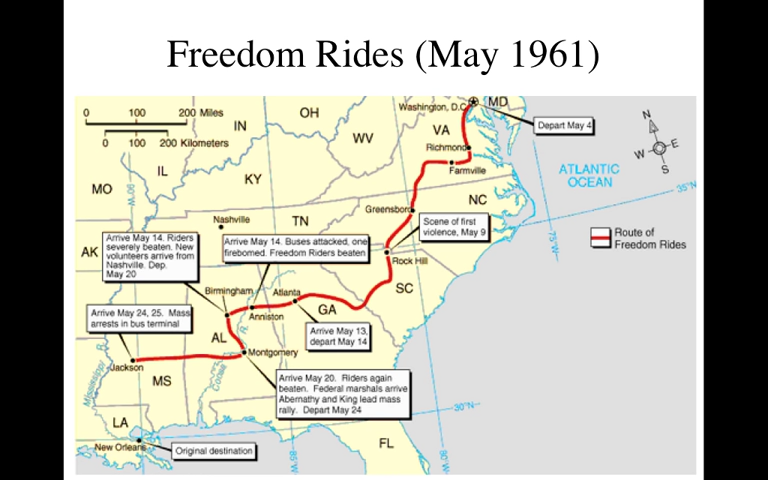 Freedom Rides (May 1961)
0 100 200 Miles
0 100 200 Kilometers
Washington, D.C.
MD
Depart May 4
N
W
E
S
OH
IN
IL
WV
VA
Richmond
Farmville
KY
MO
ATLANTIC
OCEAN
35°N
90°W
75°W
NC
Greensboro
TN
Nashville
Scene of first
violence, May 9
Route of
Freedom Rides
Arrive May 14. Riders
severely beaten. New
volunteers arrive from
Nashville. Dep.
May 20
Arrive May 14. Buses attacked, one
firebombed. Freedom Riders beaten
AK
Rock Hill
SC
Birmingham
Atlanta
Anniston
GA
Arrive May 24, 25. Mass
arrests in bus terminal
AL
Arrive May 13,
depart May 14
Montgomery
Jackson
MS
Mississippi R.
Coosa
R.
Arrive May 20. Riders again
beaten. Federal marshals arrive
Abernathy and King lead mass
rally. Depart May 24
30°N
LA
FL
New Orleans
Original destination
85°W
80°W